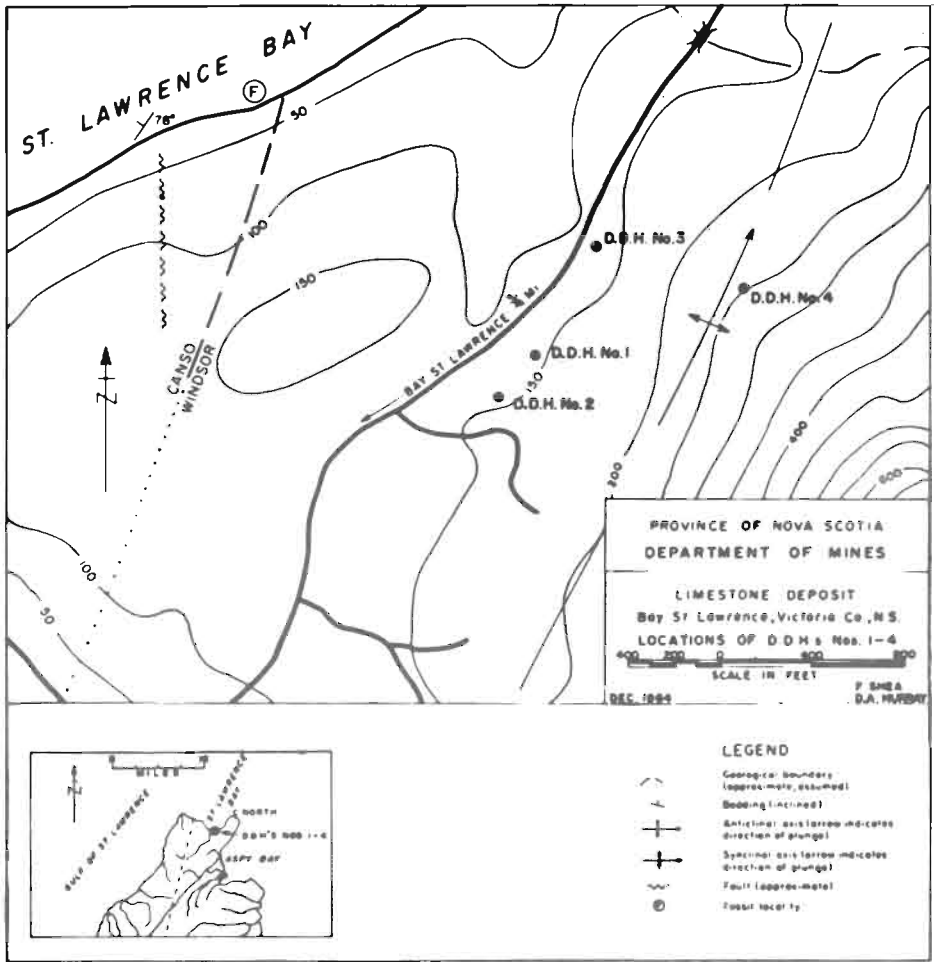 ST. LAWRENCE BAY
F
78°
50
100
150
CANSO
WINDSOR
N
BAY ST. LAWRENCE ¾ MI
D.D.H. No. 3
D.D.H. No. 4
D.D.H. No. 1
150
D.D.H. No. 2
200
400
600
100
50
PROVINCE OF NOVA SCOTIA
DEPARTMENT OF MINES
LIMESTONE DEPOSIT
Bay St Lawrence, Victoria Co., N.S.
LOCATIONS OF D.D.H s Nos. 1-4
400 200 0 400 800
SCALE IN FEET
DEC. 1964
F SHEA
D.A. MURRAY
MILES
N
GULF OF ST LAWRENCE
ST LAWRENCE BAY
C NORTH
D.D.H'S NOS 1-4
ASPY BAY
LEGEND
Geological boundary
(approximate, assumed)
Bedding (inclined)
Anticlinal axis (arrow indicates
direction of plunge)
Synclinal axis (arrow indicates
direction of plunge)
Fault (approximate)
F Fossil locality